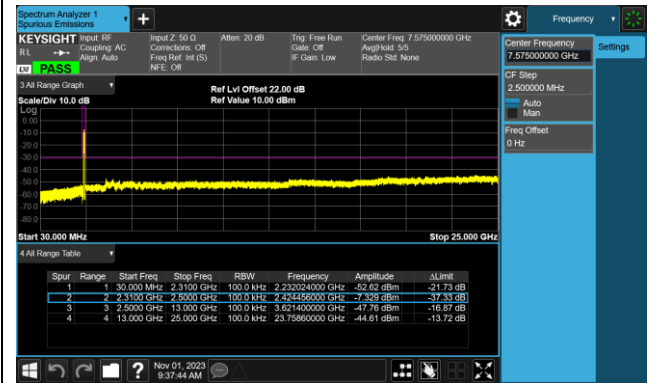 Spectrum Analyzer 1
Spurious Emissions
Frequency
KEYSIGHT
RL
LXI
PASS
Input: RF
Coupling: AC
Align: Auto
Input Z: 50 Ω
Corrections: Off
Freq Ref: Int (S)
NFE: Off
Atten: 20 dB
Trig: Free Run
Gate: Off
IF Gain: Low
Center Freq: 7.575000000 GHz
Avg|Hold: 5/5
Radio Std: None
Center Frequency
7.575000000 GHz
Settings
CF Step
2.500000 MHz
Auto
Man
Freq Offset
0 Hz
3 All Range Graph
Ref Lvl Offset 22.00 dB
Scale/Div 10.0 dB
Ref Value 10.00 dBm
Log
0.00
-10.0
-20.0
-30.0
-40.0
-50.0
-60.0
-70.0
-80.0
Start 30.000 MHz
Stop 25.000 GHz
4 All Range Table
Spur Range Start Freq Stop Freq RBW Frequency Amplitude ΔLimit
1 1 30.000 MHz 2.3100 GHz 100.0 kHz 2.232024000 GHz -52.62 dBm -21.73 dB
2 2 2.3100 GHz 2.5000 GHz 100.0 kHz 2.424456000 GHz -7.329 dBm -37.33 dB
3 3 2.5000 GHz 13.000 GHz 100.0 kHz 3.621400000 GHz -47.76 dBm -16.87 dB
4 4 13.000 GHz 25.000 GHz 100.0 kHz 23.75860000 GHz -44.61 dBm -13.72 dB
?
Nov 01, 2023
9:37:44 AM